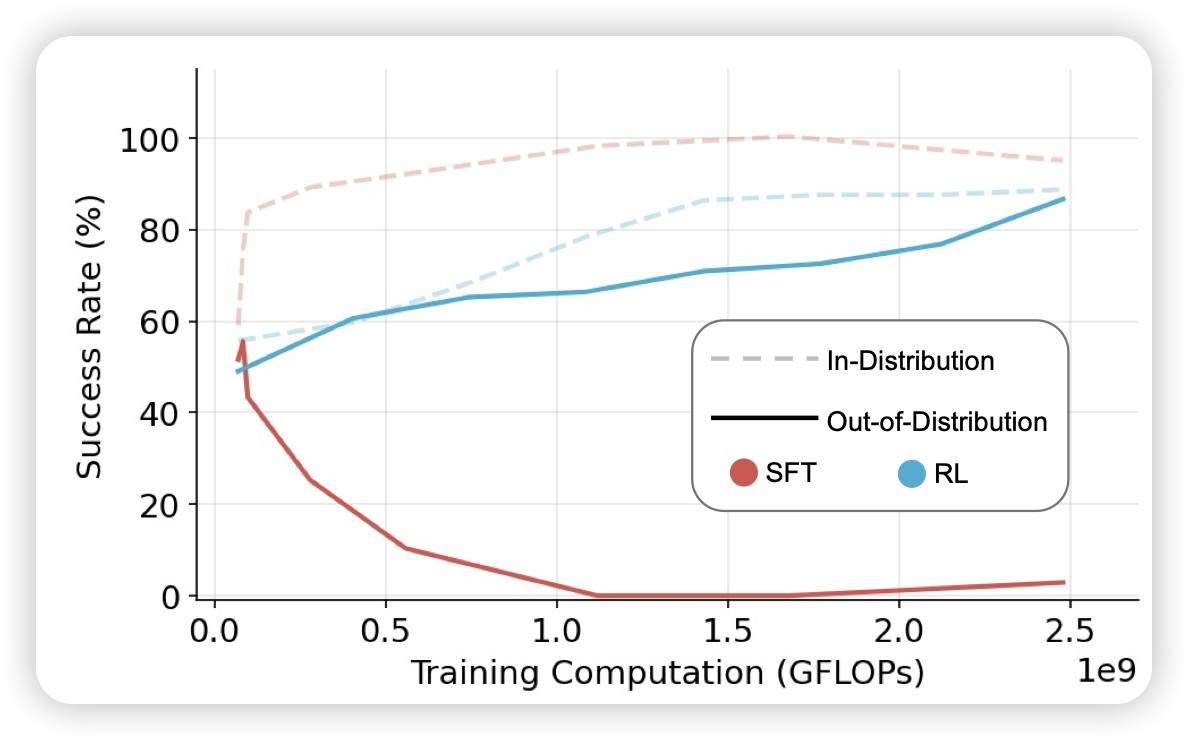 Success Rate (%)
100
80
60
40
20
0
In-Distribution
Out-of-Distribution
SFT RL
0.0 0.5 1.0 1.5 2.0 2.5
1e9
Training Computation (GFLOPs)